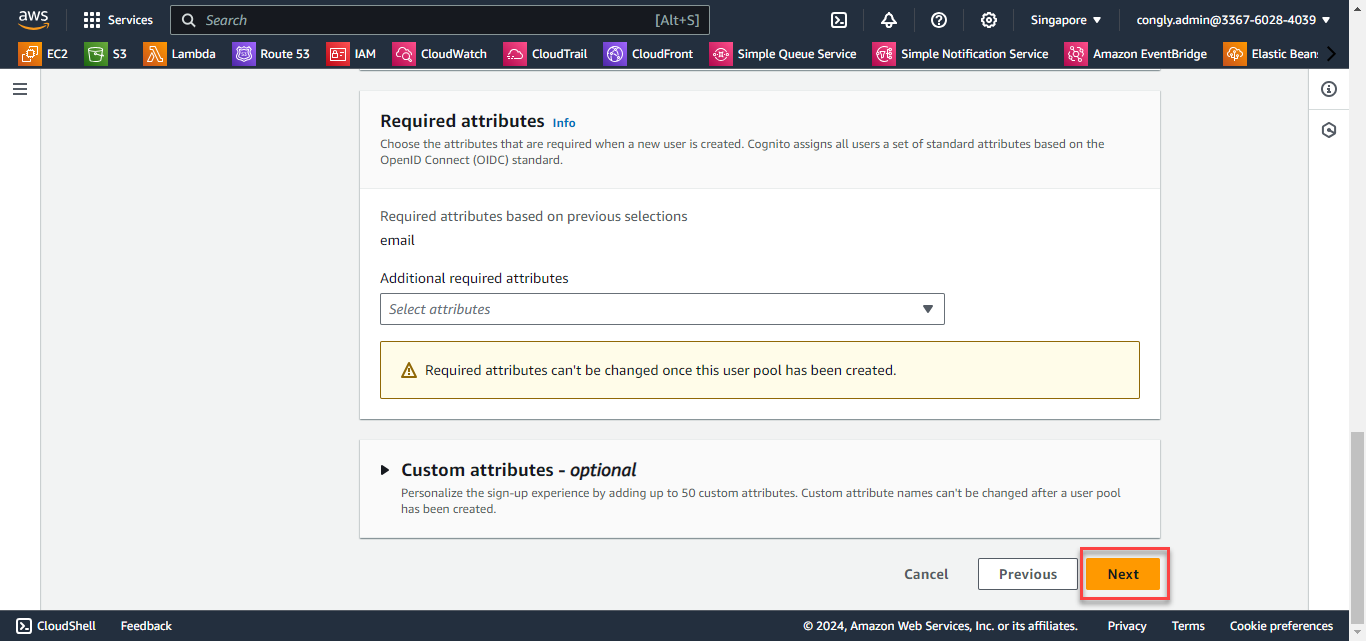 aws Services Search [Alt+S] Singapore congly.admin@3367-6028-4039
EC2 S3 Lambda Route 53 IAM CloudWatch CloudTrail CloudFront Simple Queue Service Simple Notification Service Amazon EventBridge Elastic Beans
Required attributes Info
Choose the attributes that are required when a new user is created. Cognito assigns all users a set of standard attributes based on the
OpenID Connect (OIDC) standard.
Required attributes based on previous selections
email
Additional required attributes
Select attributes
Required attributes can't be changed once this user pool has been created.
Custom attributes - optional
Personalize the sign-up experience by adding up to 50 custom attributes. Custom attribute names can't be changed after a user pool
has been created.
Cancel Previous Next
CloudShell Feedback © 2024, Amazon Web Services, Inc. or its affiliates. Privacy Terms Cookie preferences